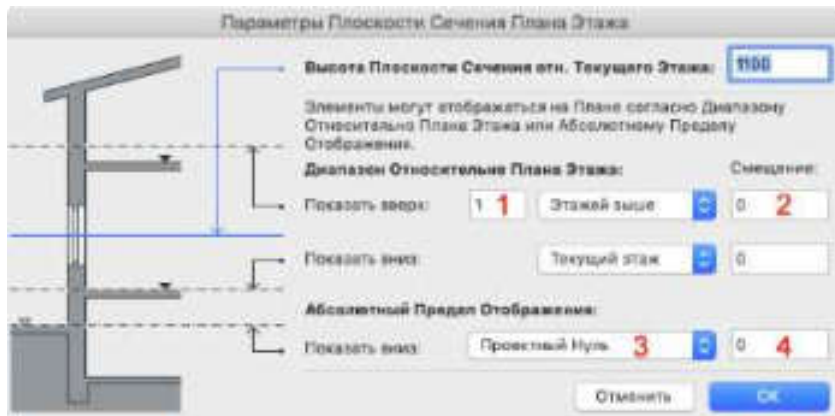 Параметры Плоскости Сечения Плана Этажа
Высота Плоскости Сечения отн. Текущего Этажа: 1100
Элементы могут отображаться на Плане согласно Диапазону
Относительно Плана Этажа или Абсолютному Пределу
Отображения.
Диапазон Относительно Плана Этажа: Смещение:
Показать вверх: 1 1 Этажей выше 0 2
Показать вниз: Текущий этаж 0
Абсолютный Предел Отображения:
Показать вниз: Проектный Нуль 3 0 4
Отменить OK